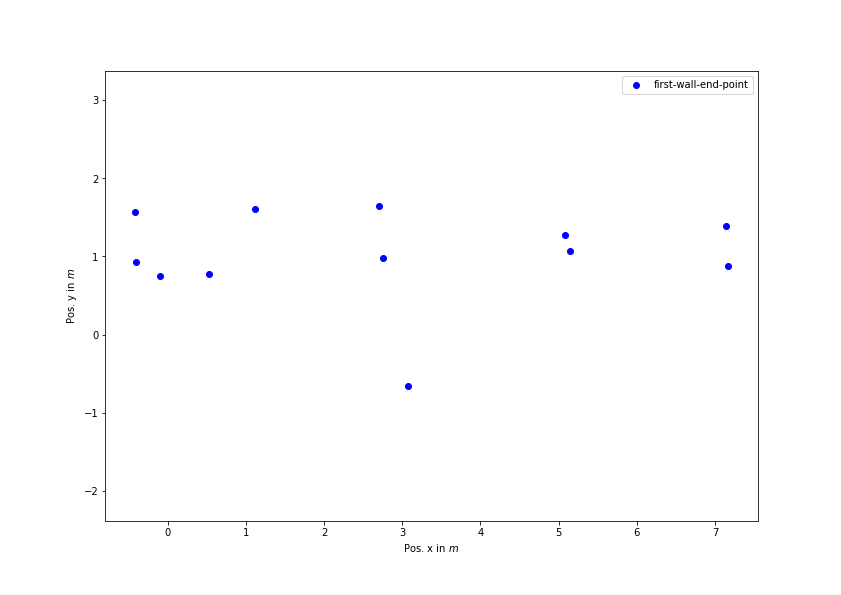 first-wall-end-point
3
2
1
0
−1
−2
Pos. y in m
0 1 2 3 4 5 6 7
Pos. x in m